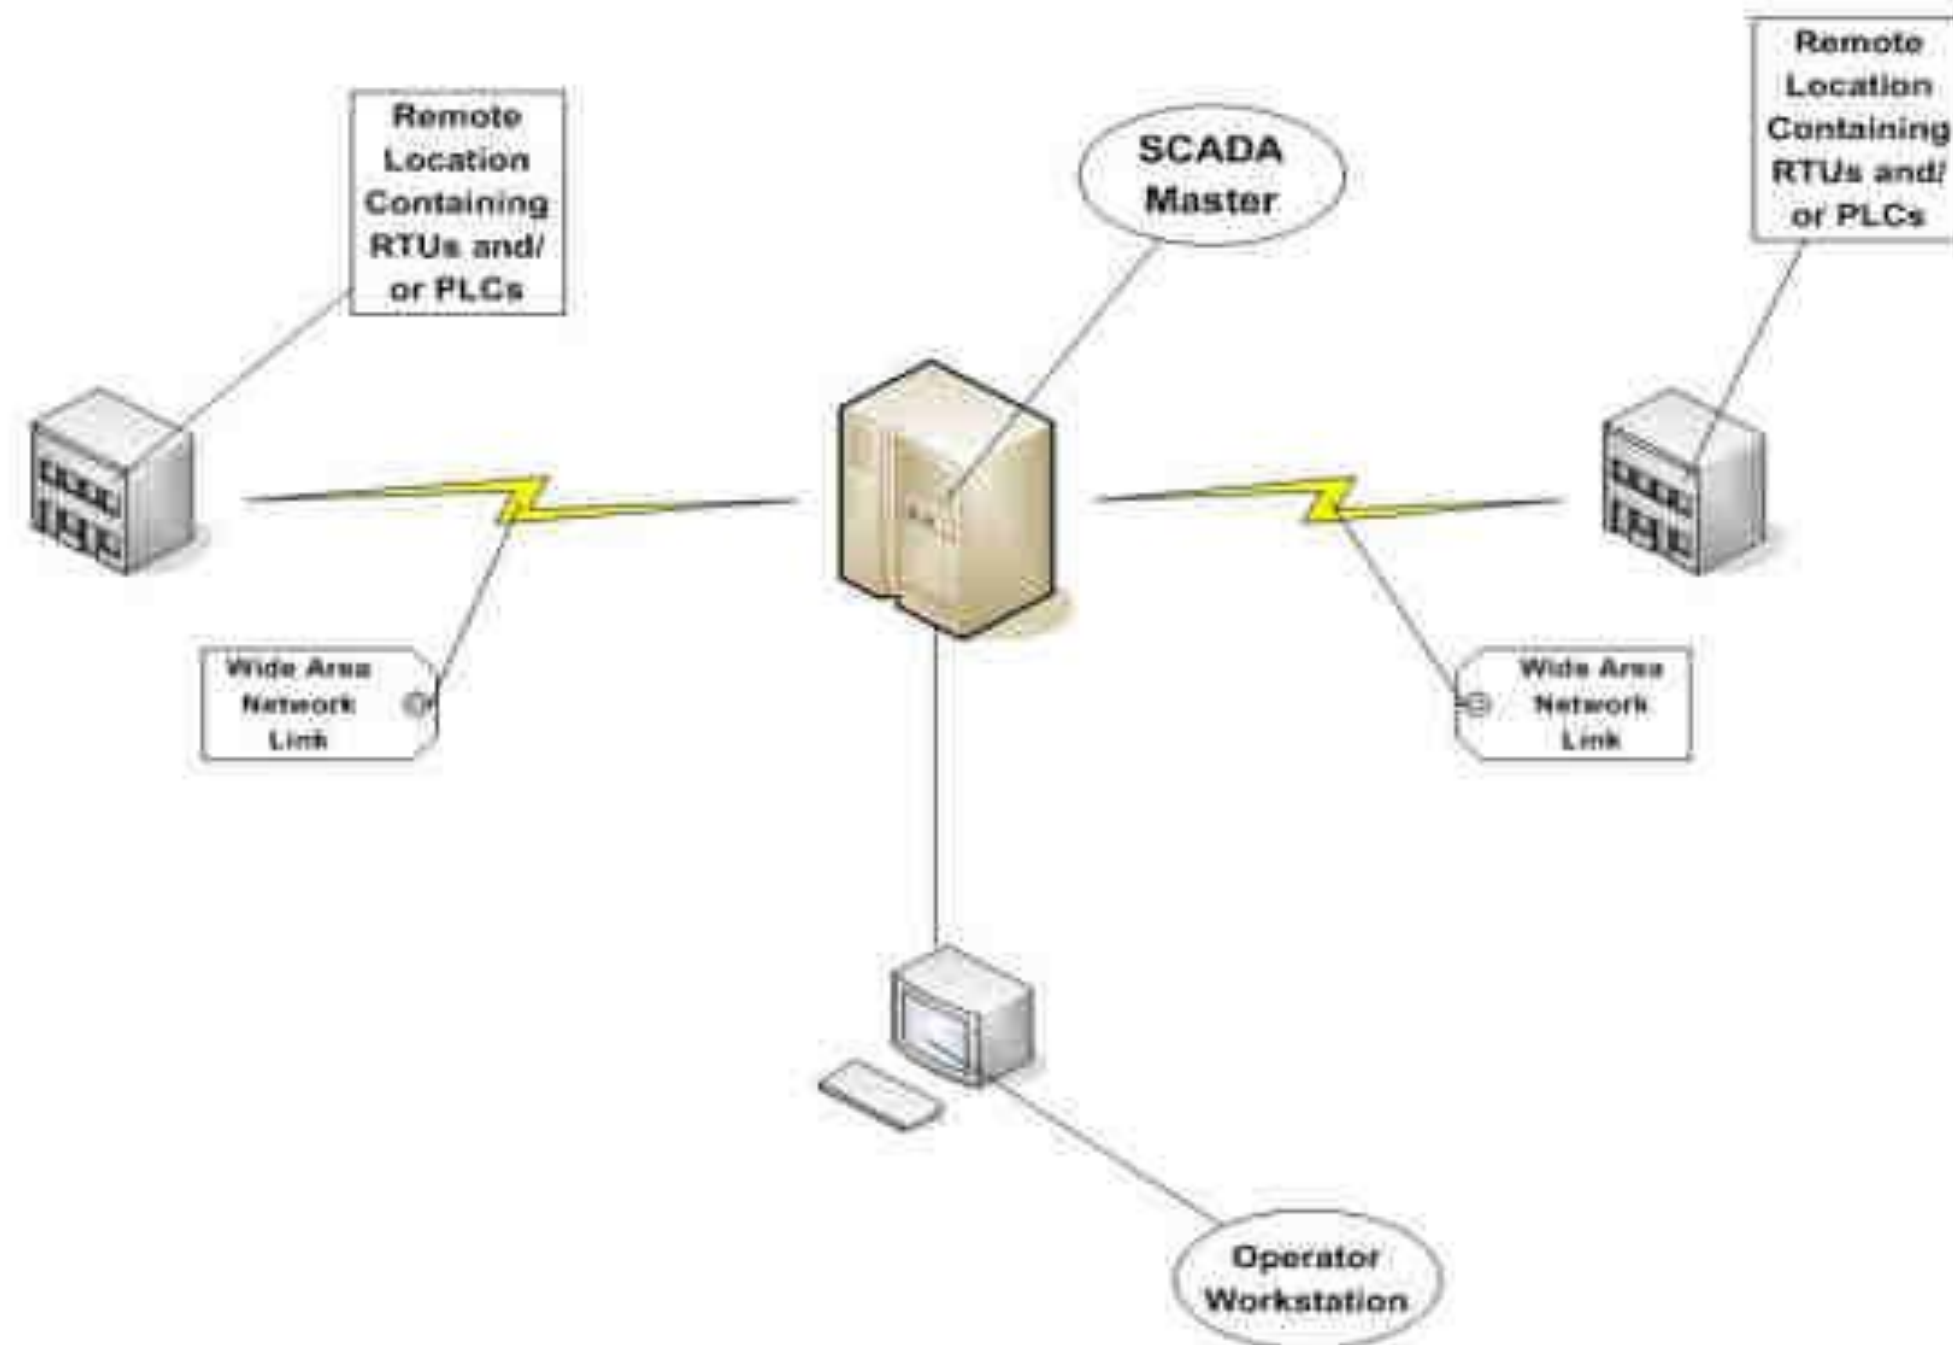 Remote
Location
Containing
RTUs and/
or PLCs
SCADA
Master
Remote
Location
Containing
RTUs and/
or PLCs
Wide Area
Network
Link
Wide Area
Network
Link
Operator
Workstation